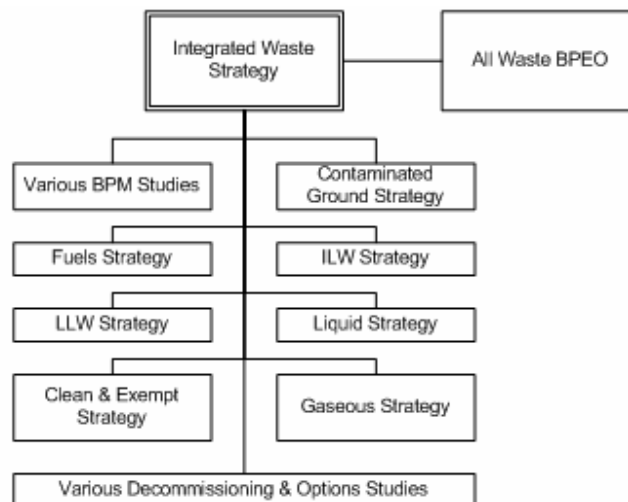 Integrated Waste
Strategy
All Waste BPEO
Various BPM Studies
Contaminated
Ground Strategy
Fuels Strategy
ILW Strategy
LLW Strategy
Liquid Strategy
Clean & Exempt
Strategy
Gaseous Strategy
Various Decommissioning & Options Studies